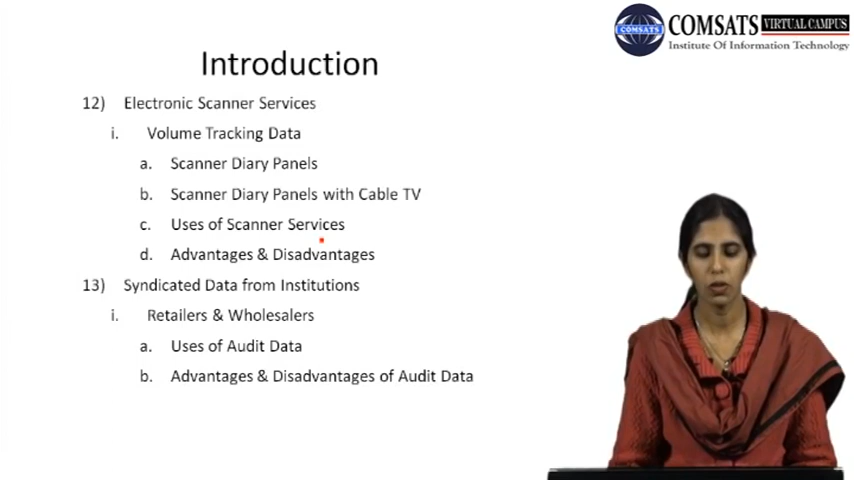 COMSATS
COMSATS VIRTUAL CAMPUS
Institute Of Information Technology
Introduction
12) Electronic Scanner Services
i. Volume Tracking Data
a. Scanner Diary Panels
b. Scanner Diary Panels with Cable TV
c. Uses of Scanner Services
d. Advantages & Disadvantages
13) Syndicated Data from Institutions
i. Retailers & Wholesalers
a. Uses of Audit Data
b. Advantages & Disadvantages of Audit Data